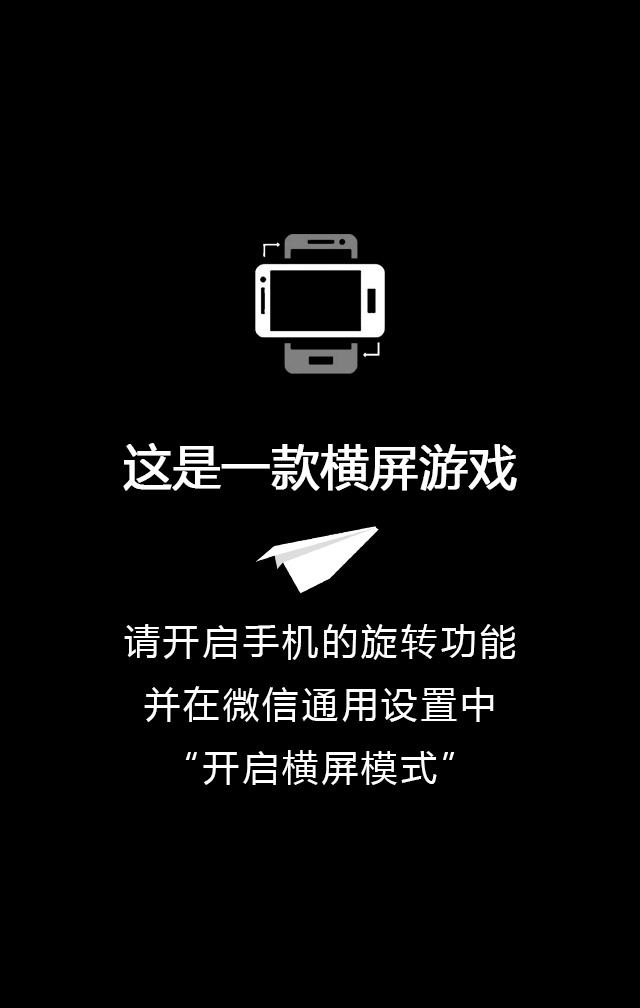 这是一款横屏游戏
请开启手机的旋转功能
并在微信通用设置中
“开启横屏模式”